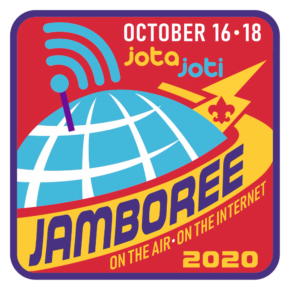 OCTOBER 16•18
jota
joti
JAMBOREE
ON THE AIR•ON THE INTERNET
2020